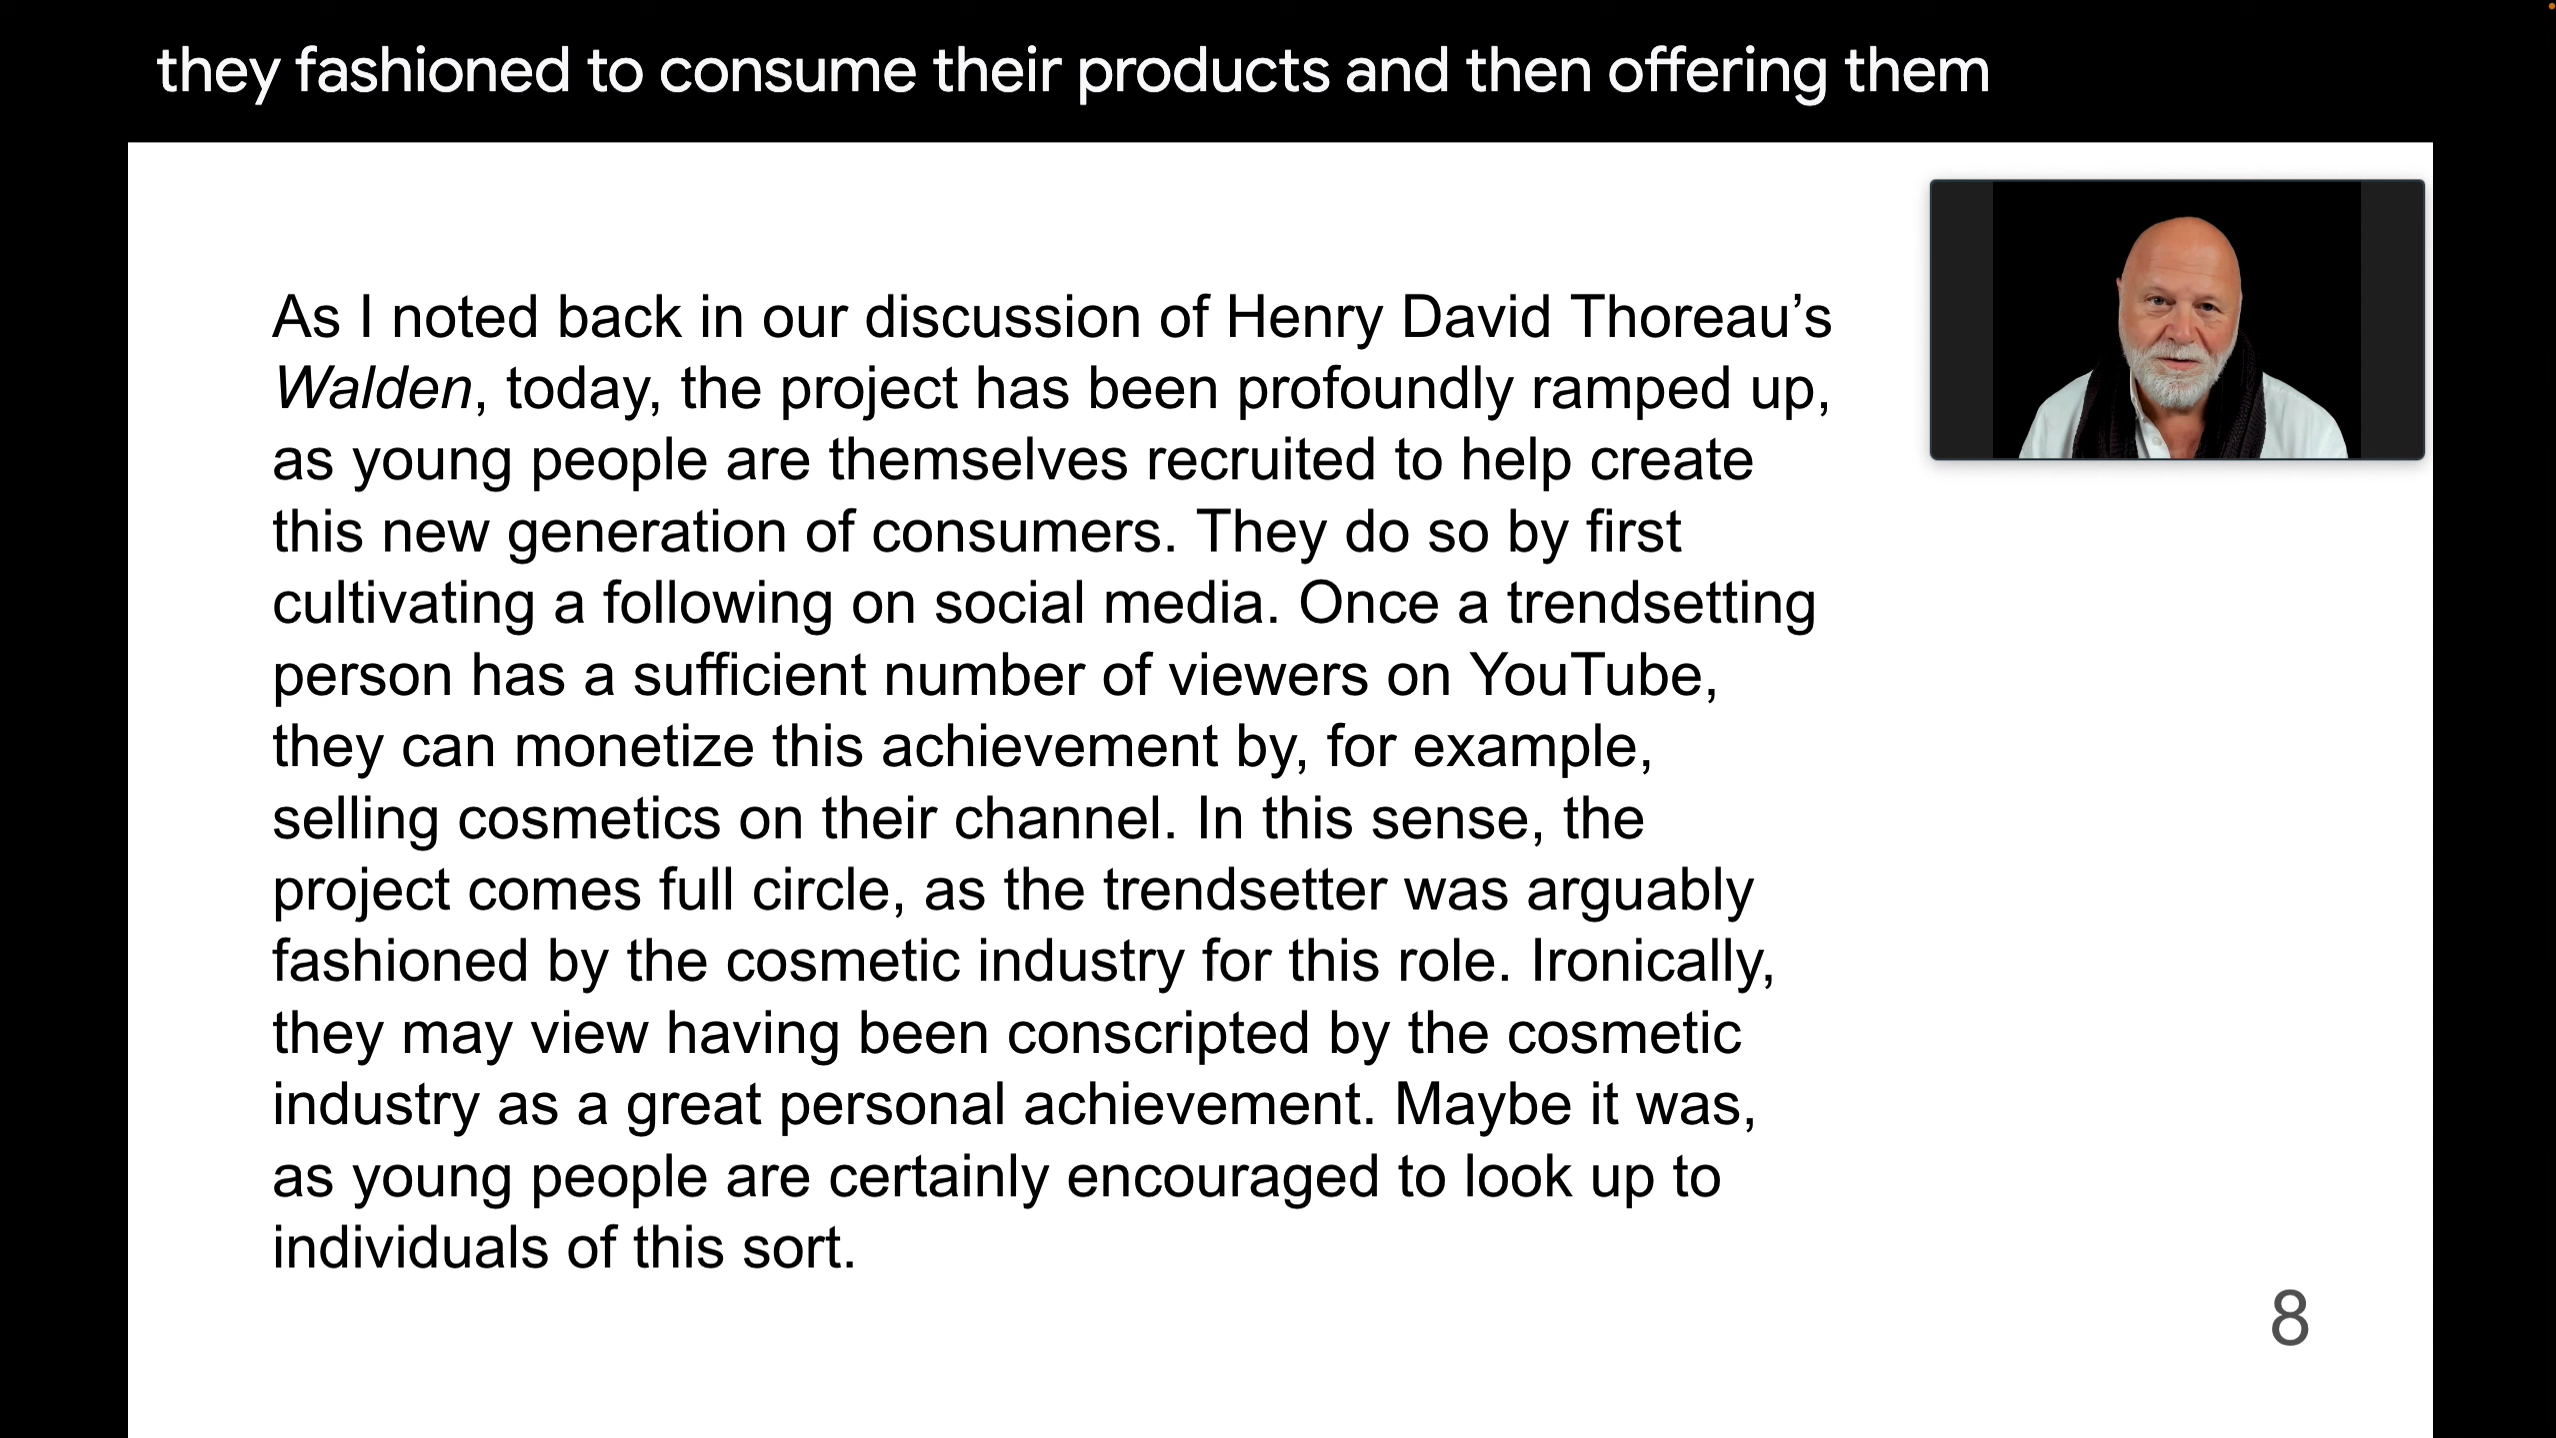 they fashioned to consume their products and then offering them
As I noted back in our discussion of Henry David Thoreau’s
Walden, today, the project has been profoundly ramped up,
as young people are themselves recruited to help create
this new generation of consumers. They do so by first
cultivating a following on social media. Once a trendsetting
person has a sufficient number of viewers on YouTube,
they can monetize this achievement by, for example,
selling cosmetics on their channel. In this sense, the
project comes full circle, as the trendsetter was arguably
fashioned by the cosmetic industry for this role. Ironically,
they may view having been conscripted by the cosmetic
industry as a great personal achievement. Maybe it was,
as young people are certainly encouraged to look up to
individuals of this sort.
8